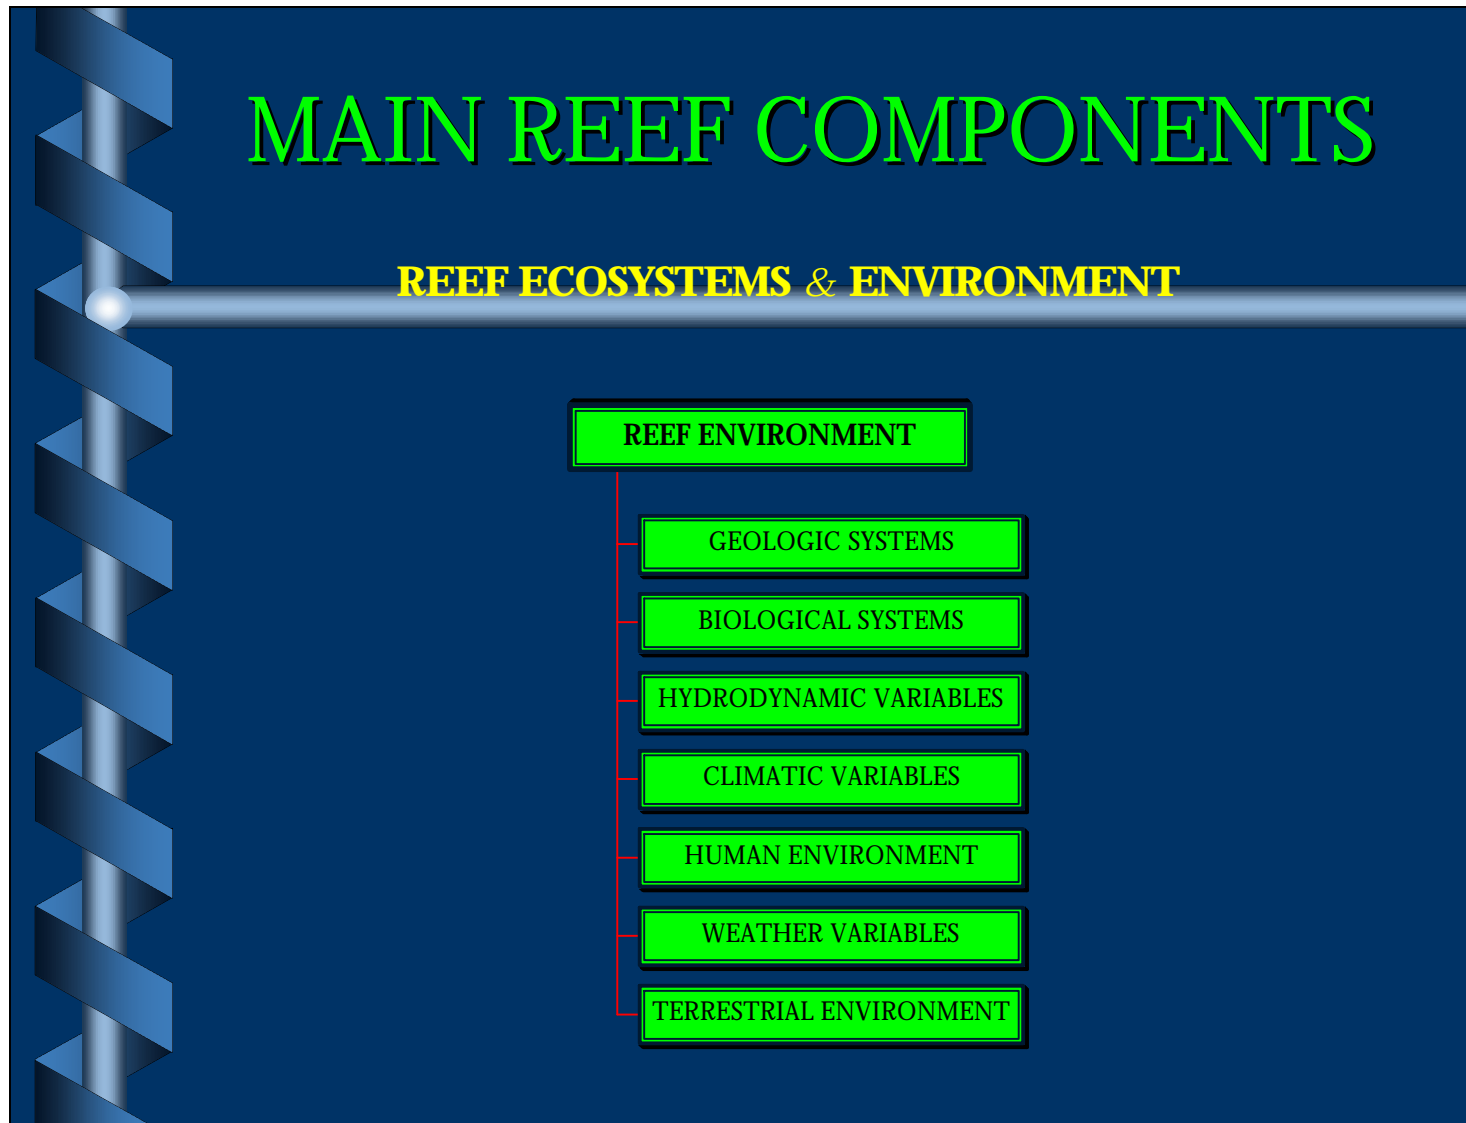 MAIN REEF COMPONENTS
REEF ECOSYSTEMS & ENVIRONMENT
REEF ENVIRONMENT
GEOLOGIC SYSTEMS
BIOLOGICAL SYSTEMS
HYDRODYNAMIC VARIABLES
CLIMATIC VARIABLES
HUMAN ENVIRONMENT
WEATHER VARIABLES
TERRESTRIAL ENVIRONMENT